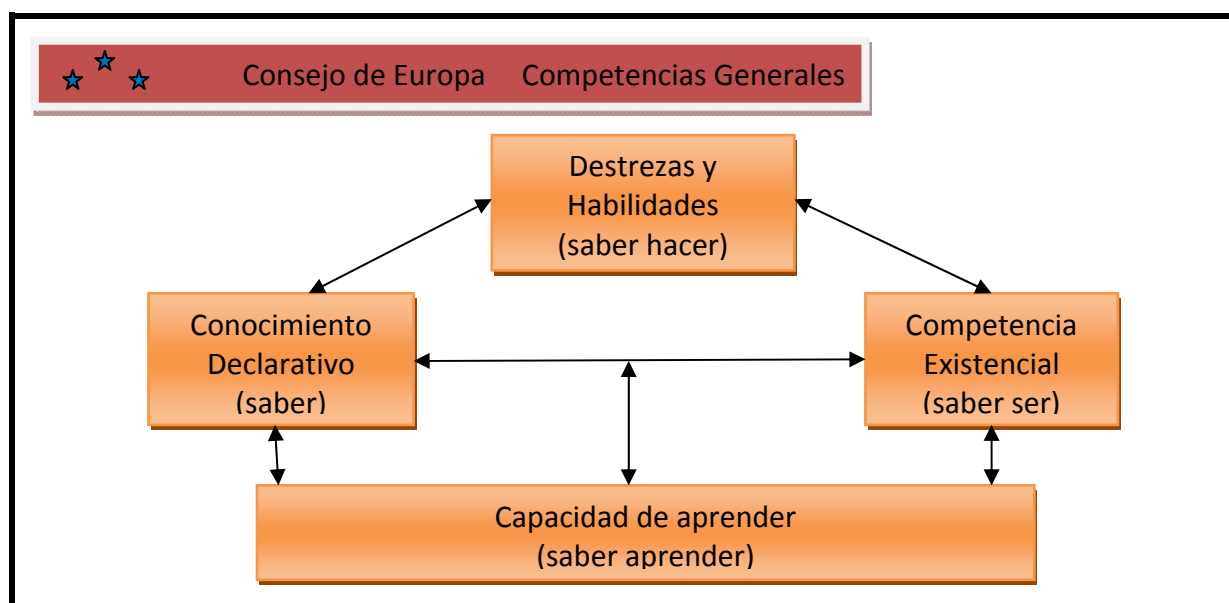 Consejo de Europa Competencias Generales
Destrezas y
Habilidades
(saber hacer)
Conocimiento
Declarativo
(saber)
Competencia
Existencial
(saber ser)
Capacidad de aprender
(saber aprender)